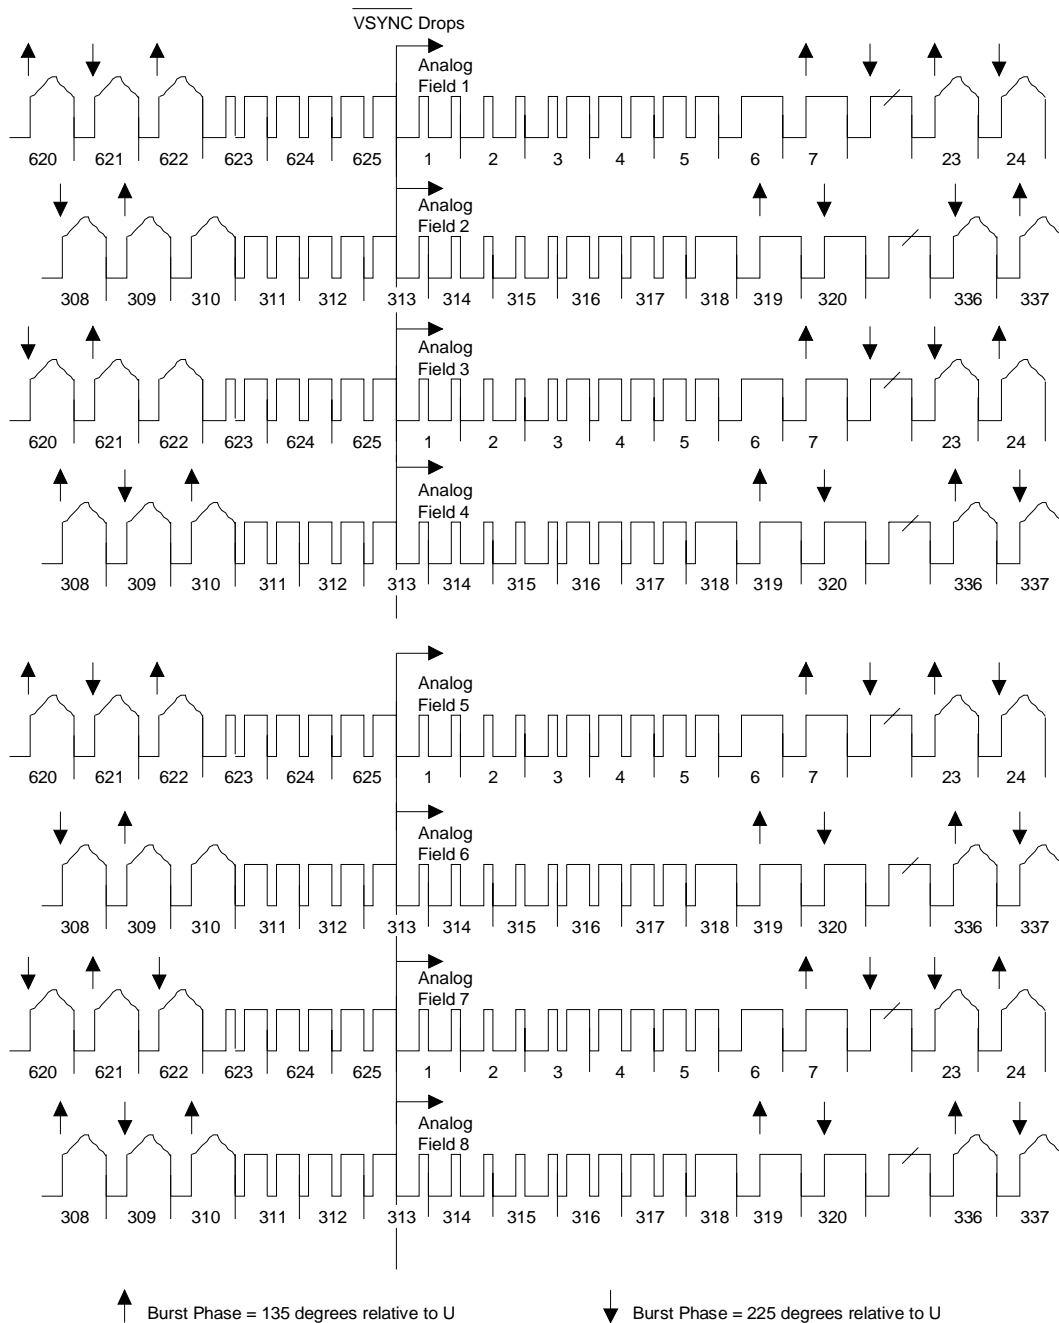 VSYNC Drops
Analog
Field 1
620 621 622 623 624 625 1 2 3 4 5 6 7 23 24
Analog
Field 2
308 309 310 311 312 313 314 315 316 317 318 319 320 336 337
Analog
Field 3
620 621 622 623 624 625 1 2 3 4 5 6 7 23 24
Analog
Field 4
308 309 310 311 312 313 314 315 316 317 318 319 320 336 337
Analog
Field 5
620 621 622 623 624 625 1 2 3 4 5 6 7 23 24
Analog
Field 6
308 309 310 311 312 313 314 315 316 317 318 319 320 336 337
Analog
Field 7
620 621 622 623 624 625 1 2 3 4 5 6 7 23 24
Analog
Field 8
308 309 310 311 312 313 314 315 316 317 318 319 320 336 337
Burst Phase = 135 degrees relative to U
Burst Phase = 225 degrees relative to U